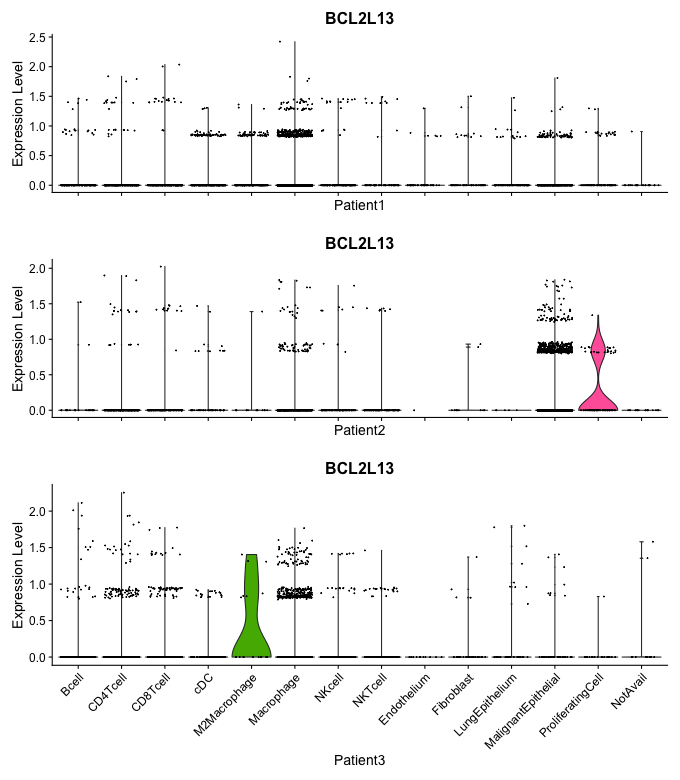 BCL2L13
Expression Level
2.5
2.0
1.5
1.0
0.5
0.0
Patient1
BCL2L13
Expression Level
2.0
1.5
1.0
0.5
0.0
Patient2
BCL2L13
Expression Level
2.0
1.5
1.0
0.5
0.0
Bcell
CD4Tcell
CD8Tcell
cDC
M2Macrophage
Macrophage
NKcell
NKTcell
Endothelium
Fibroblast
LungEpithelium
MalignantEpithelial
ProliferatingCell
NotAvail
Patient3